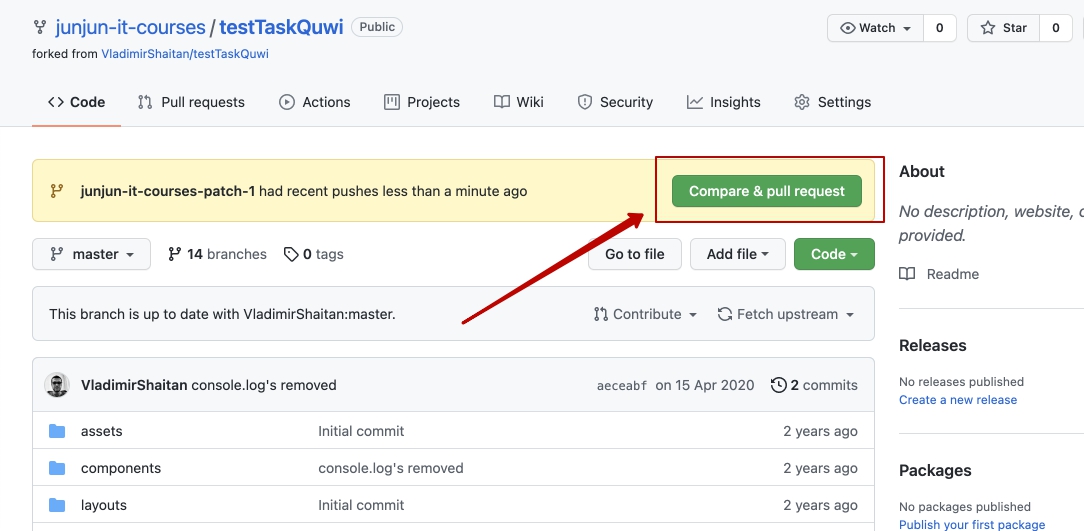 junjun-it-courses / testTaskQuwi Public
Watch 0 Star 0
forked from VladimirShaitan/testTaskQuwi
Code Pull requests Actions Projects Wiki Security Insights Settings
junjun-it-courses-patch-1 had recent pushes less than a minute ago
Compare & pull request
master 14 branches 0 tags
Go to file Add file Code
This branch is up to date with VladimirShaitan:master.
Contribute Fetch upstream
VladimirShaitan console.log's removed aeceabf on 15 Apr 2020 2 commits
assets Initial commit 2 years ago
components console.log's removed 2 years ago
layouts Initial commit 2 years ago
About
No description, website,
provided.
Readme
Releases
No releases published
Create a new release
Packages
No packages published
Publish your first package